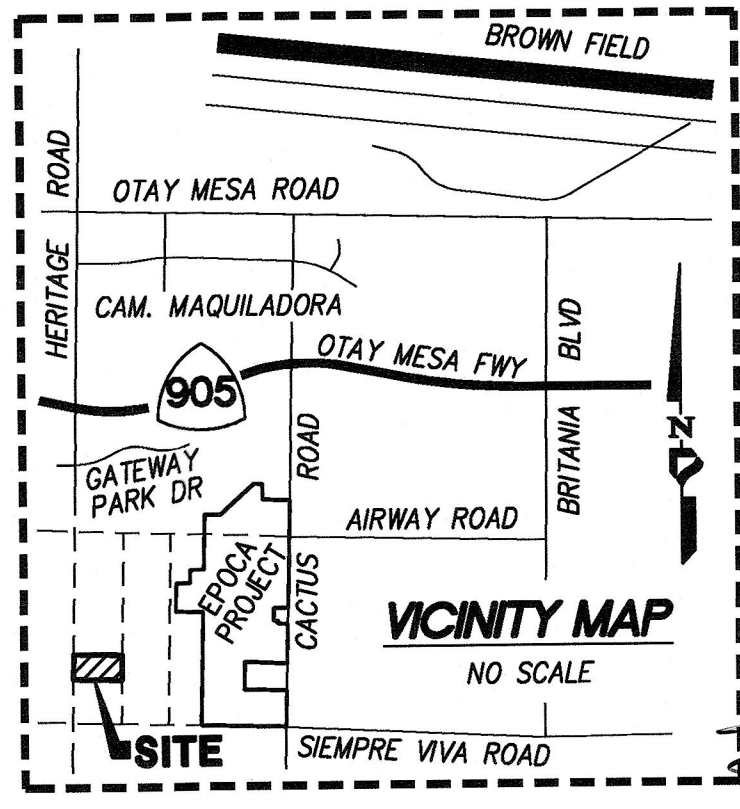 BROWN FIELD
HERITAGE ROAD
OTAY MESA ROAD
CAM. MAQUILADORA
OTAY MESA FWY
905
BRITANIA BLVD
N
GATEWAY
PARK DR
CACTUS ROAD
AIRWAY ROAD
EPOCA
PROJECT
VICINITY MAP
NO SCALE
SITE
SIEMPRE VIVA ROAD